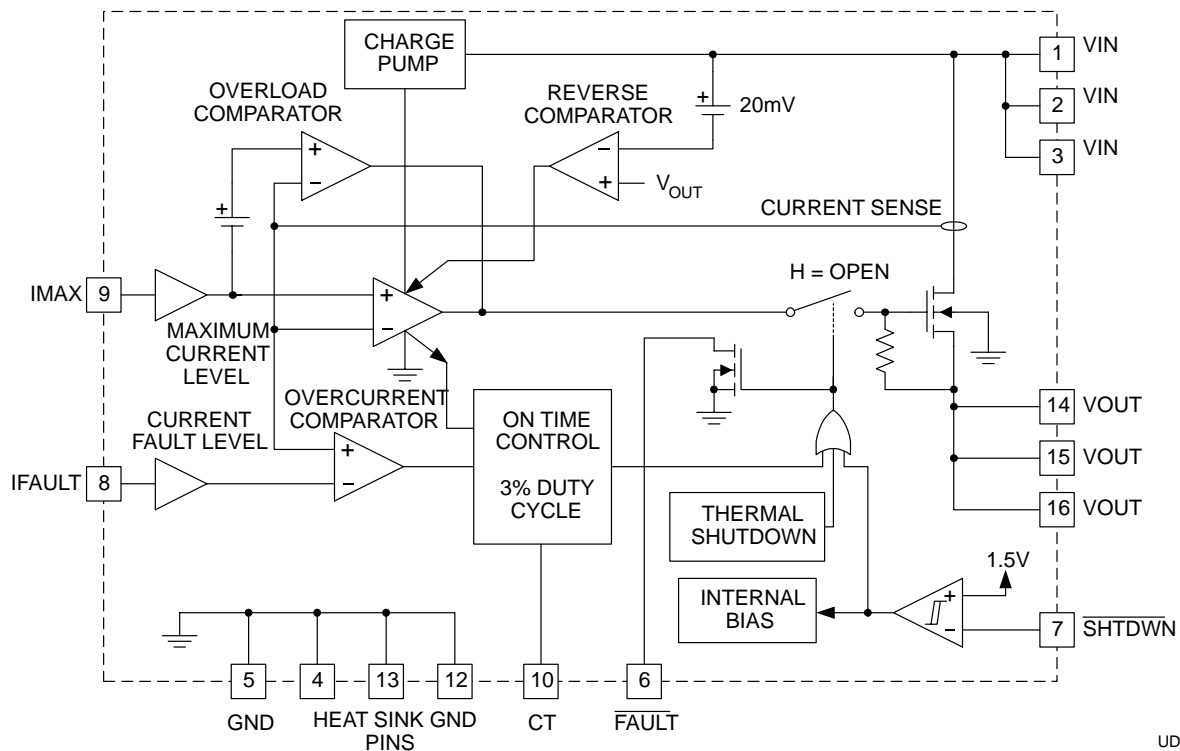 CHARGE
PUMP
1 VIN
OVERLOAD
COMPARATOR
REVERSE
COMPARATOR
+
20mV
2 VIN
3 VIN
+
−
−
+
VOUT
+
CURRENT SENSE
H = OPEN
IMAX 9
+
−
MAXIMUM
CURRENT
LEVEL
OVERCURRENT
COMPARATOR
CURRENT
FAULT LEVEL
ON TIME
CONTROL
3% DUTY
CYCLE
14 VOUT
15 VOUT
16 VOUT
+
−
IFAULT 8
THERMAL
SHUTDOWN
1.5V
INTERNAL
BIAS
+
−
7 SHTDWN
5
4
13
12
10
6
GND
HEAT SINK GND
PINS
CT
FAULT
UD